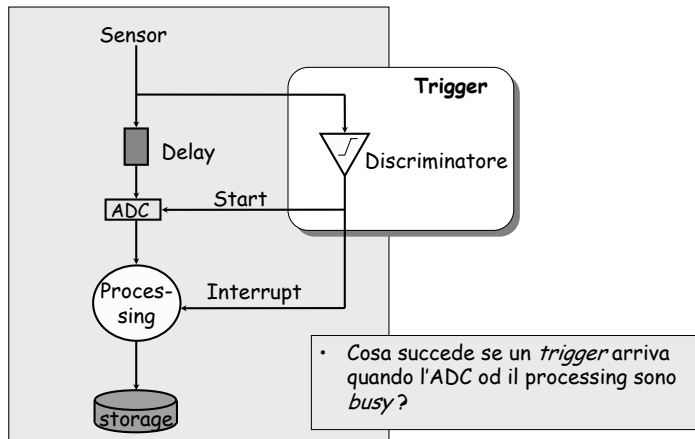 Sensor
Trigger
Delay
Discriminatore
Start
ADC
Proces-
sing
Interrupt
storage
• Cosa succede se un trigger arriva
quando l'ADC od il processing sono
busy ?